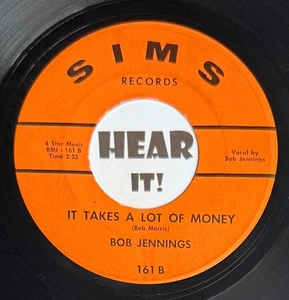 SIMS
RECORDS
4 Star Music
BMI - 161 B
Time 2:25
Vocal by
Bob Jennings
HEAR
IT!
IT TAKES A LOT OF MONEY
(Bob Morris)
BOB JENNINGS
161 B